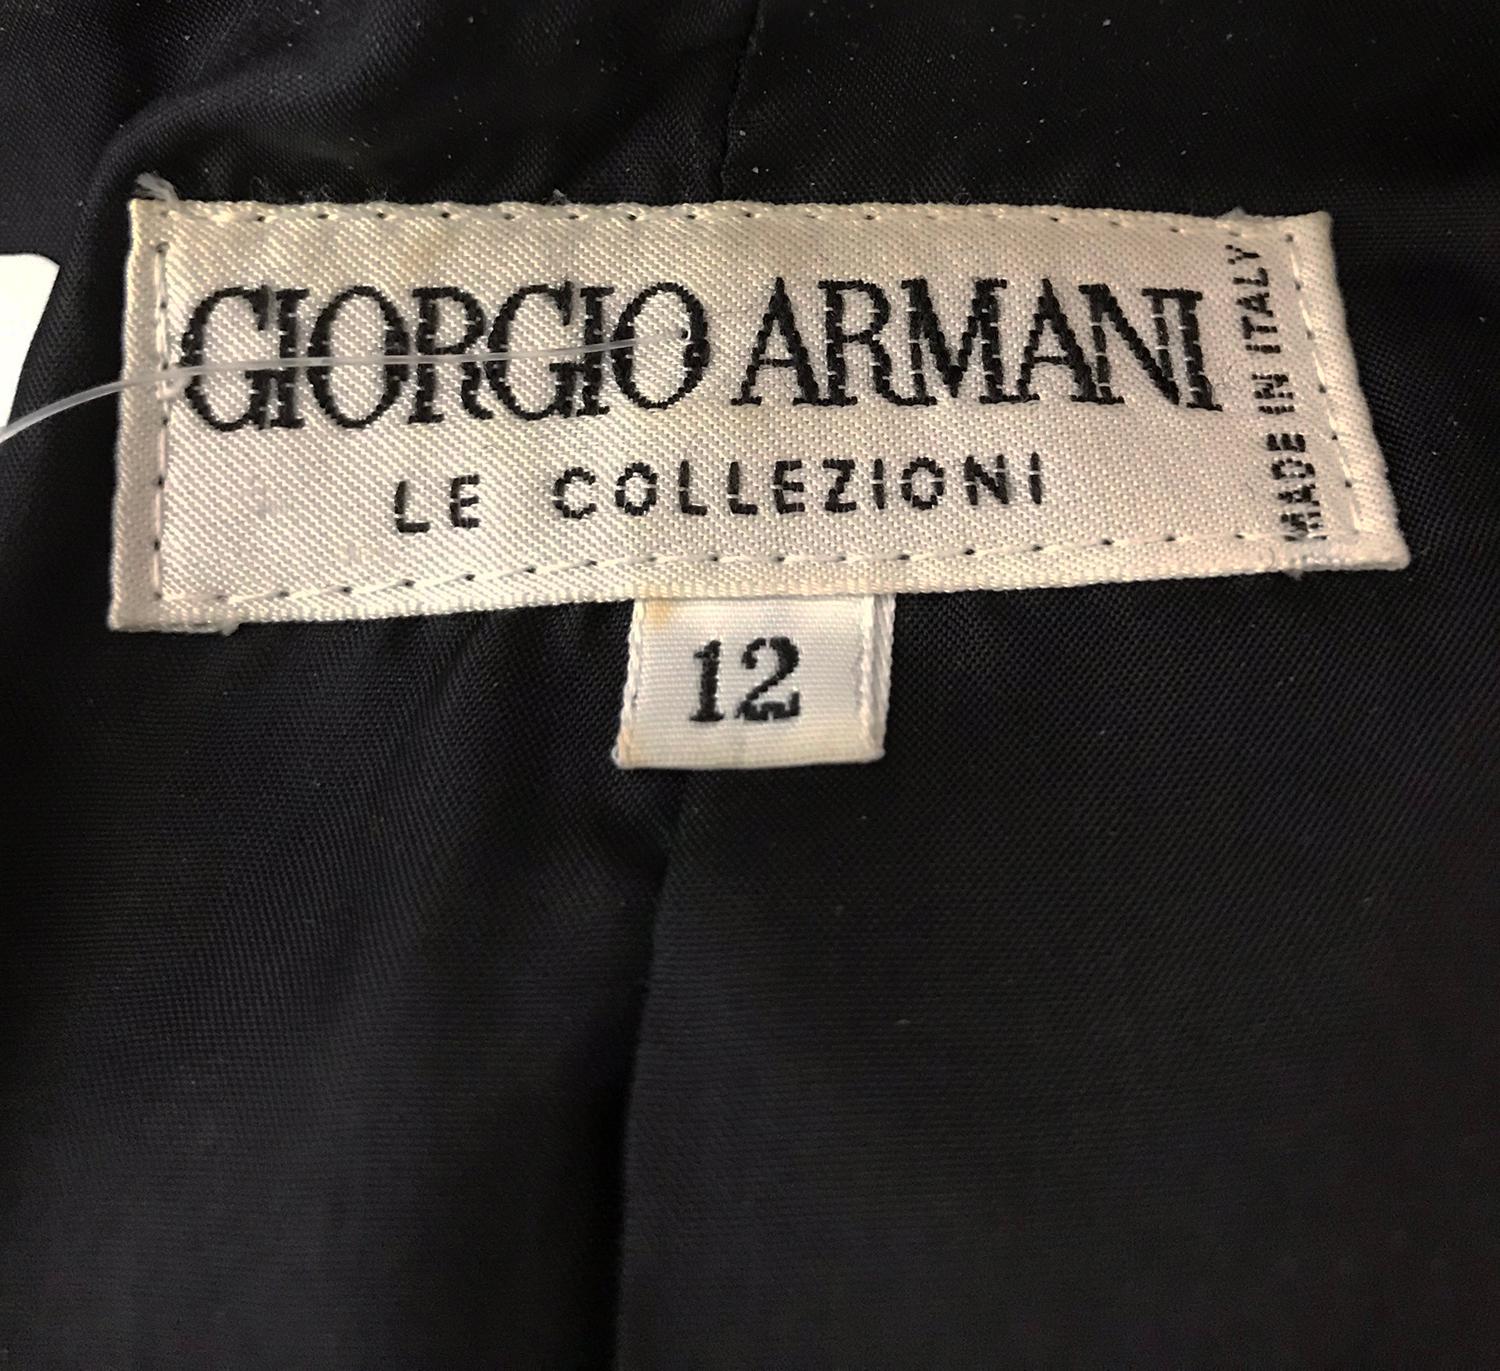 GIORGIO ARMANI
LE COLLEZIONI
MADE IN ITALY
12